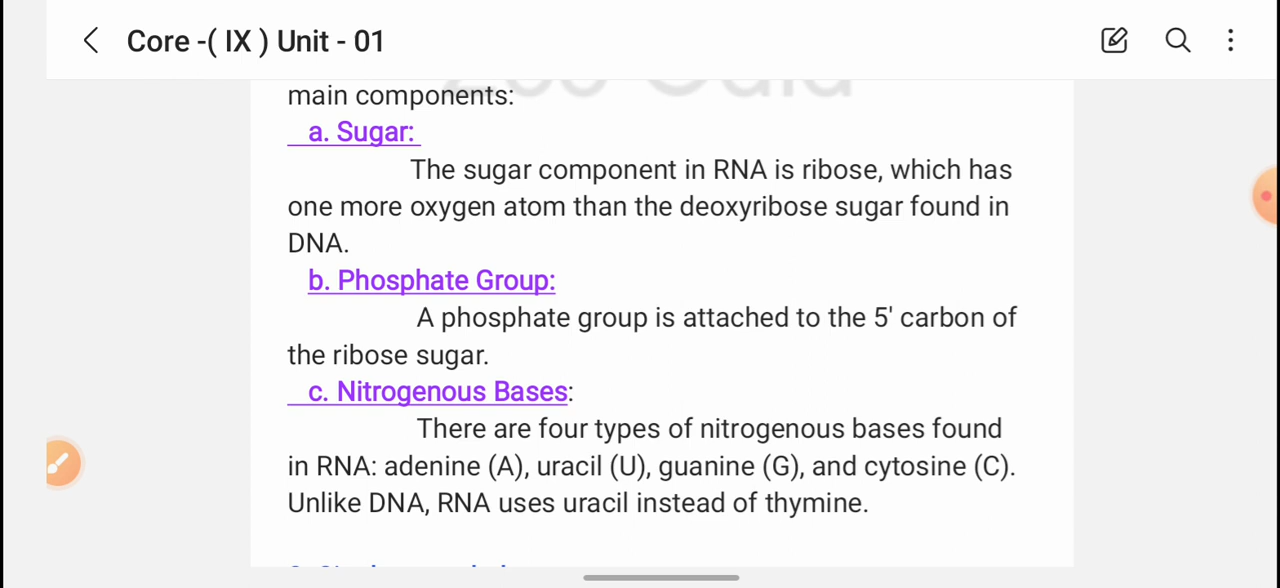 Core -( IX ) Unit - 01
main components:
a. Sugar:
The sugar component in RNA is ribose, which has
one more oxygen atom than the deoxyribose sugar found in
DNA.
b. Phosphate Group:
A phosphate group is attached to the 5' carbon of
the ribose sugar.
c. Nitrogenous Bases:
There are four types of nitrogenous bases found
in RNA: adenine (A), uracil (U), guanine (G), and cytosine (C).
Unlike DNA, RNA uses uracil instead of thymine.